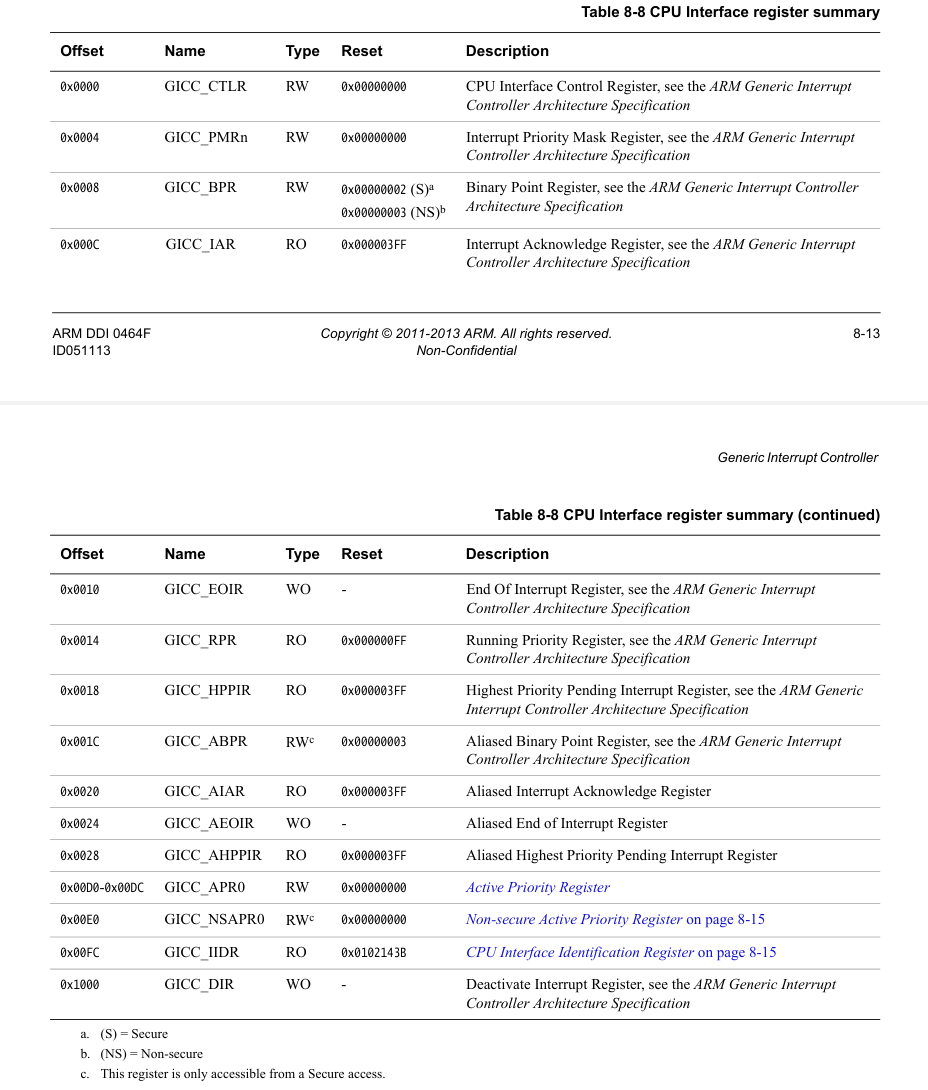 Table 8-8 CPU Interface register summary
Offset Name Type Reset Description
0x0000 GICC_CTLR RW 0x00000000 CPU Interface Control Register, see the ARM Generic Interrupt
Controller Architecture Specification
0x0004 GICC_PMRn RW 0x00000000 Interrupt Priority Mask Register, see the ARM Generic Interrupt
Controller Architecture Specification
0x0008 GICC_BPR RW 0x00000002 (S)a Binary Point Register, see the ARM Generic Interrupt Controller
0x00000003 (NS)b Architecture Specification
0x000C GICC_IAR RO 0x000003FF Interrupt Acknowledge Register, see the ARM Generic Interrupt
Controller Architecture Specification
ARM DDI 0464F Copyright © 2011-2013 ARM. All rights reserved. 8-13
ID051113 Non-Confidential
Generic Interrupt Controller
Table 8-8 CPU Interface register summary (continued)
Offset Name Type Reset Description
0x0010 GICC_EOIR WO - End Of Interrupt Register, see the ARM Generic Interrupt
Controller Architecture Specification
0x0014 GICC_RPR RO 0x000000FF Running Priority Register, see the ARM Generic Interrupt
Controller Architecture Specification
0x0018 GICC_HPPIR RO 0x000003FF Highest Priority Pending Interrupt Register, see the ARM Generic
Interrupt Controller Architecture Specification
0x001C GICC_ABPR RWc 0x00000003 Aliased Binary Point Register, see the ARM Generic Interrupt
Controller Architecture Specification
0x0020 GICC_AIAR RO 0x000003FF Aliased Interrupt Acknowledge Register
0x0024 GICC_AEOIR WO - Aliased End of Interrupt Register
0x0028 GICC_AHPPIR RO 0x000003FF Aliased Highest Priority Pending Interrupt Register
0x00D0-0x00DC GICC_APR0 RW 0x00000000 Active Priority Register
0x00E0 GICC_NSAPR0 RWc 0x00000000 Non-secure Active Priority Register on page 8-15
0x00FC GICC_IIDR RO 0x0102143B CPU Interface Identification Register on page 8-15
0x1000 GICC_DIR WO - Deactivate Interrupt Register, see the ARM Generic Interrupt
Controller Architecture Specification
a. (S) = Secure
b. (NS) = Non-secure
c. This register is only accessible from a Secure access.